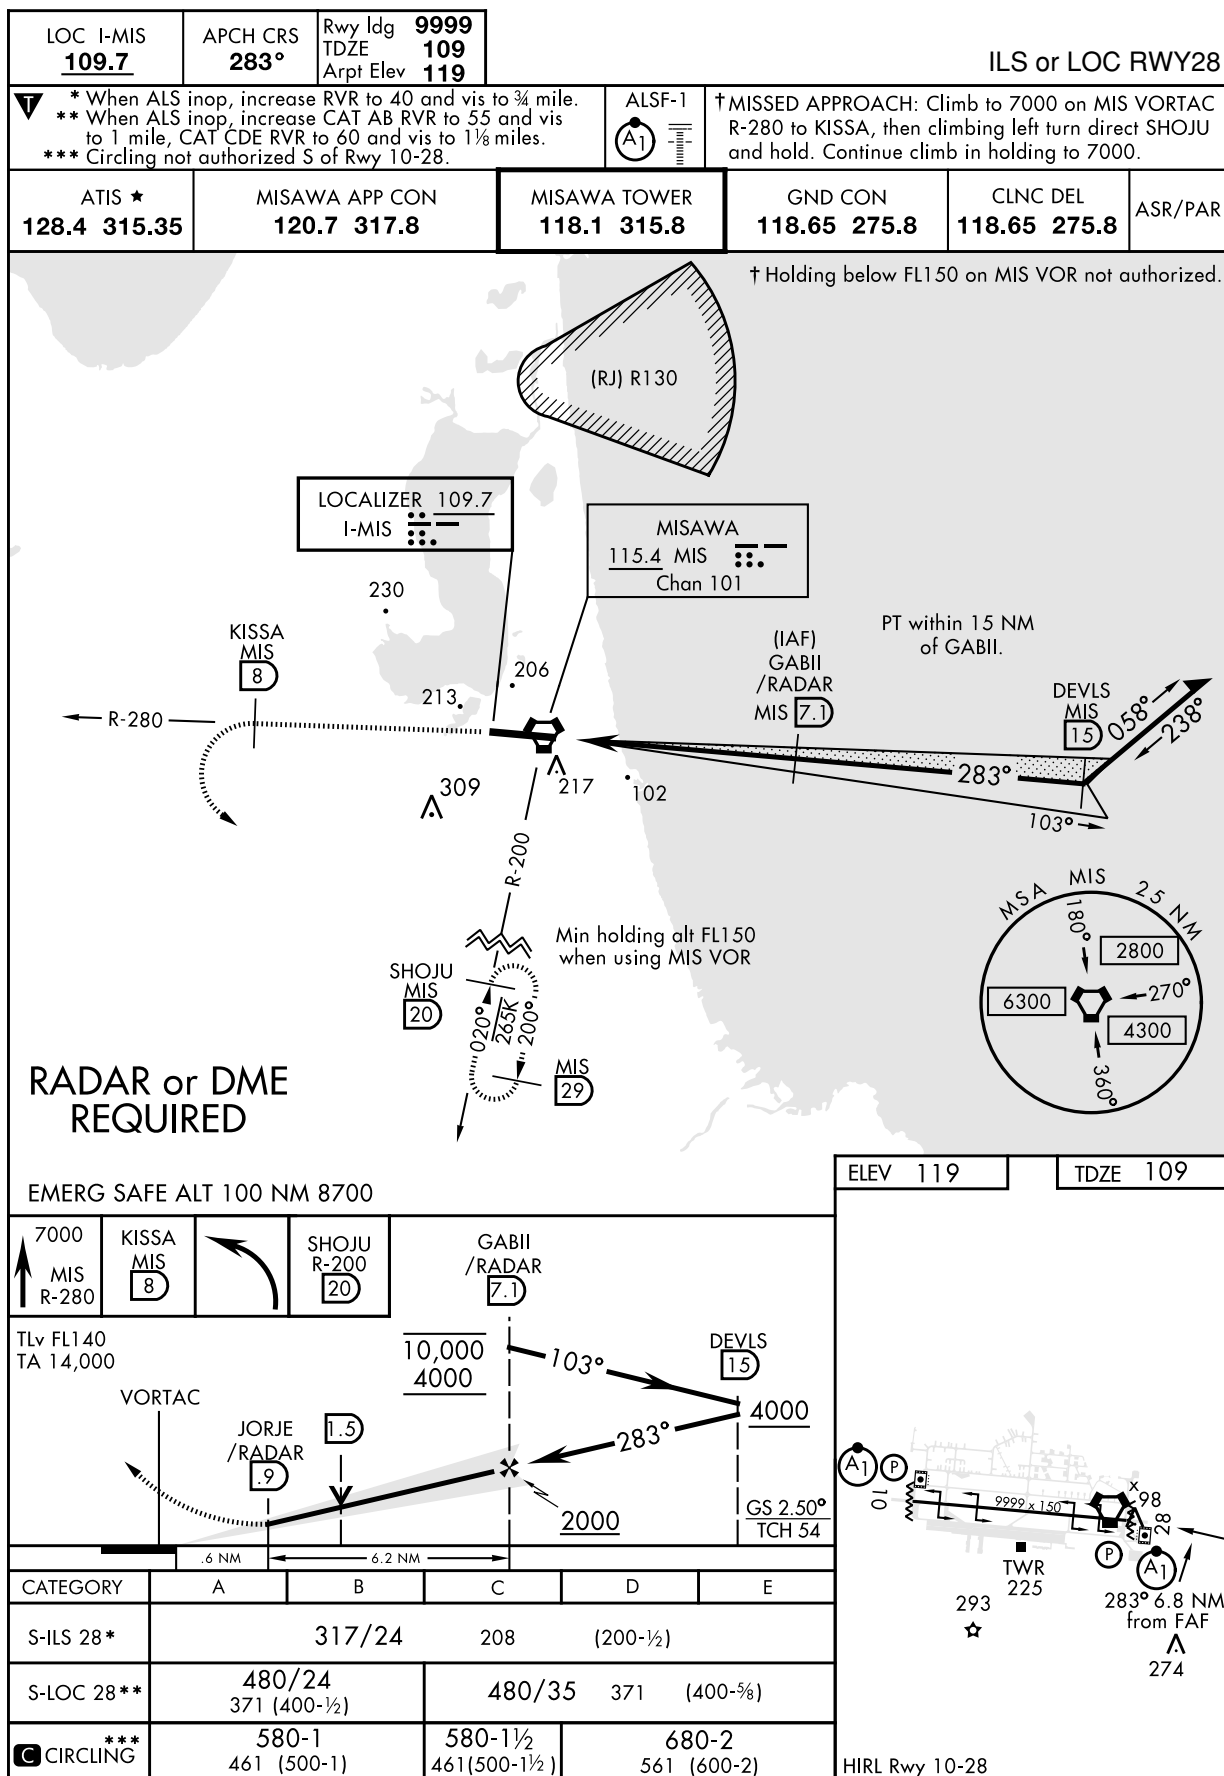 LOC I-MIS
109.7
APCH CRS
283°
Rwy ldg 9999
TDZE 109
Arpt Elev 119
ILS or LOC RWY28
T
* When ALS inop, increase RVR to 40 and vis to ¾ mile.
** When ALS inop, increase CAT AB RVR to 55 and vis
to 1 mile, CAT CDE RVR to 60 and vis to 1⅛ miles.
*** Circling not authorized S of Rwy 10-28.
ALSF-1
A1
† MISSED APPROACH: Climb to 7000 on MIS VORTAC
R-280 to KISSA, then climbing left turn direct SHOJU
and hold. Continue climb in holding to 7000.
ATIS ★
128.4 315.35
MISAWA APP CON
120.7 317.8
MISAWA TOWER
118.1 315.8
GND CON
118.65 275.8
CLNC DEL
118.65 275.8
ASR/PAR
† Holding below FL150 on MIS VOR not authorized.
(RJ) R130
LOCALIZER 109.7
I-MIS
MISAWA
115.4 MIS
Chan 101
230
KISSA
MIS
8
206
213
R-280
309
217
102
(IAF)
GABII
/RADAR
MIS 7.1
PT within 15 NM
of GABII.
DEVLS
MIS
15
058°
238°
283°
103°
R-200
Min holding alt FL150
when using MIS VOR
SHOJU
MIS
20
020°
265K
200°
MIS
29
MSA MIS 25 NM
180°
2800
270°
6300
4300
360°
RADAR or DME
REQUIRED
EMERG SAFE ALT 100 NM 8700
ELEV 119
TDZE 109
7000
MIS
R-280
KISSA
MIS
8
SHOJU
R-200
20
GABII
/RADAR
7.1
TLv FL140
TA 14,000
10,000
4000
103°
DEVLS
15
4000
VORTAC
JORJE
/RADAR
.9
1.5
283°
2000
GS 2.50°
TCH 54
.6 NM
6.2 NM
A1
P
10
9999 x 150
X
98
28
TWR
225
P
A1
293
283° 6.8 NM
from FAF
274
HIRL Rwy 10-28
CATEGORY A B C D E
S-ILS 28* 317/24 208 (200-½)
S-LOC 28** 480/24 480/35 371 (400-⅝)
371 (400-½)
C CIRCLING *** 580-1 580-1½ 680-2
461 (500-1) 461(500-1½) 561 (600-2)